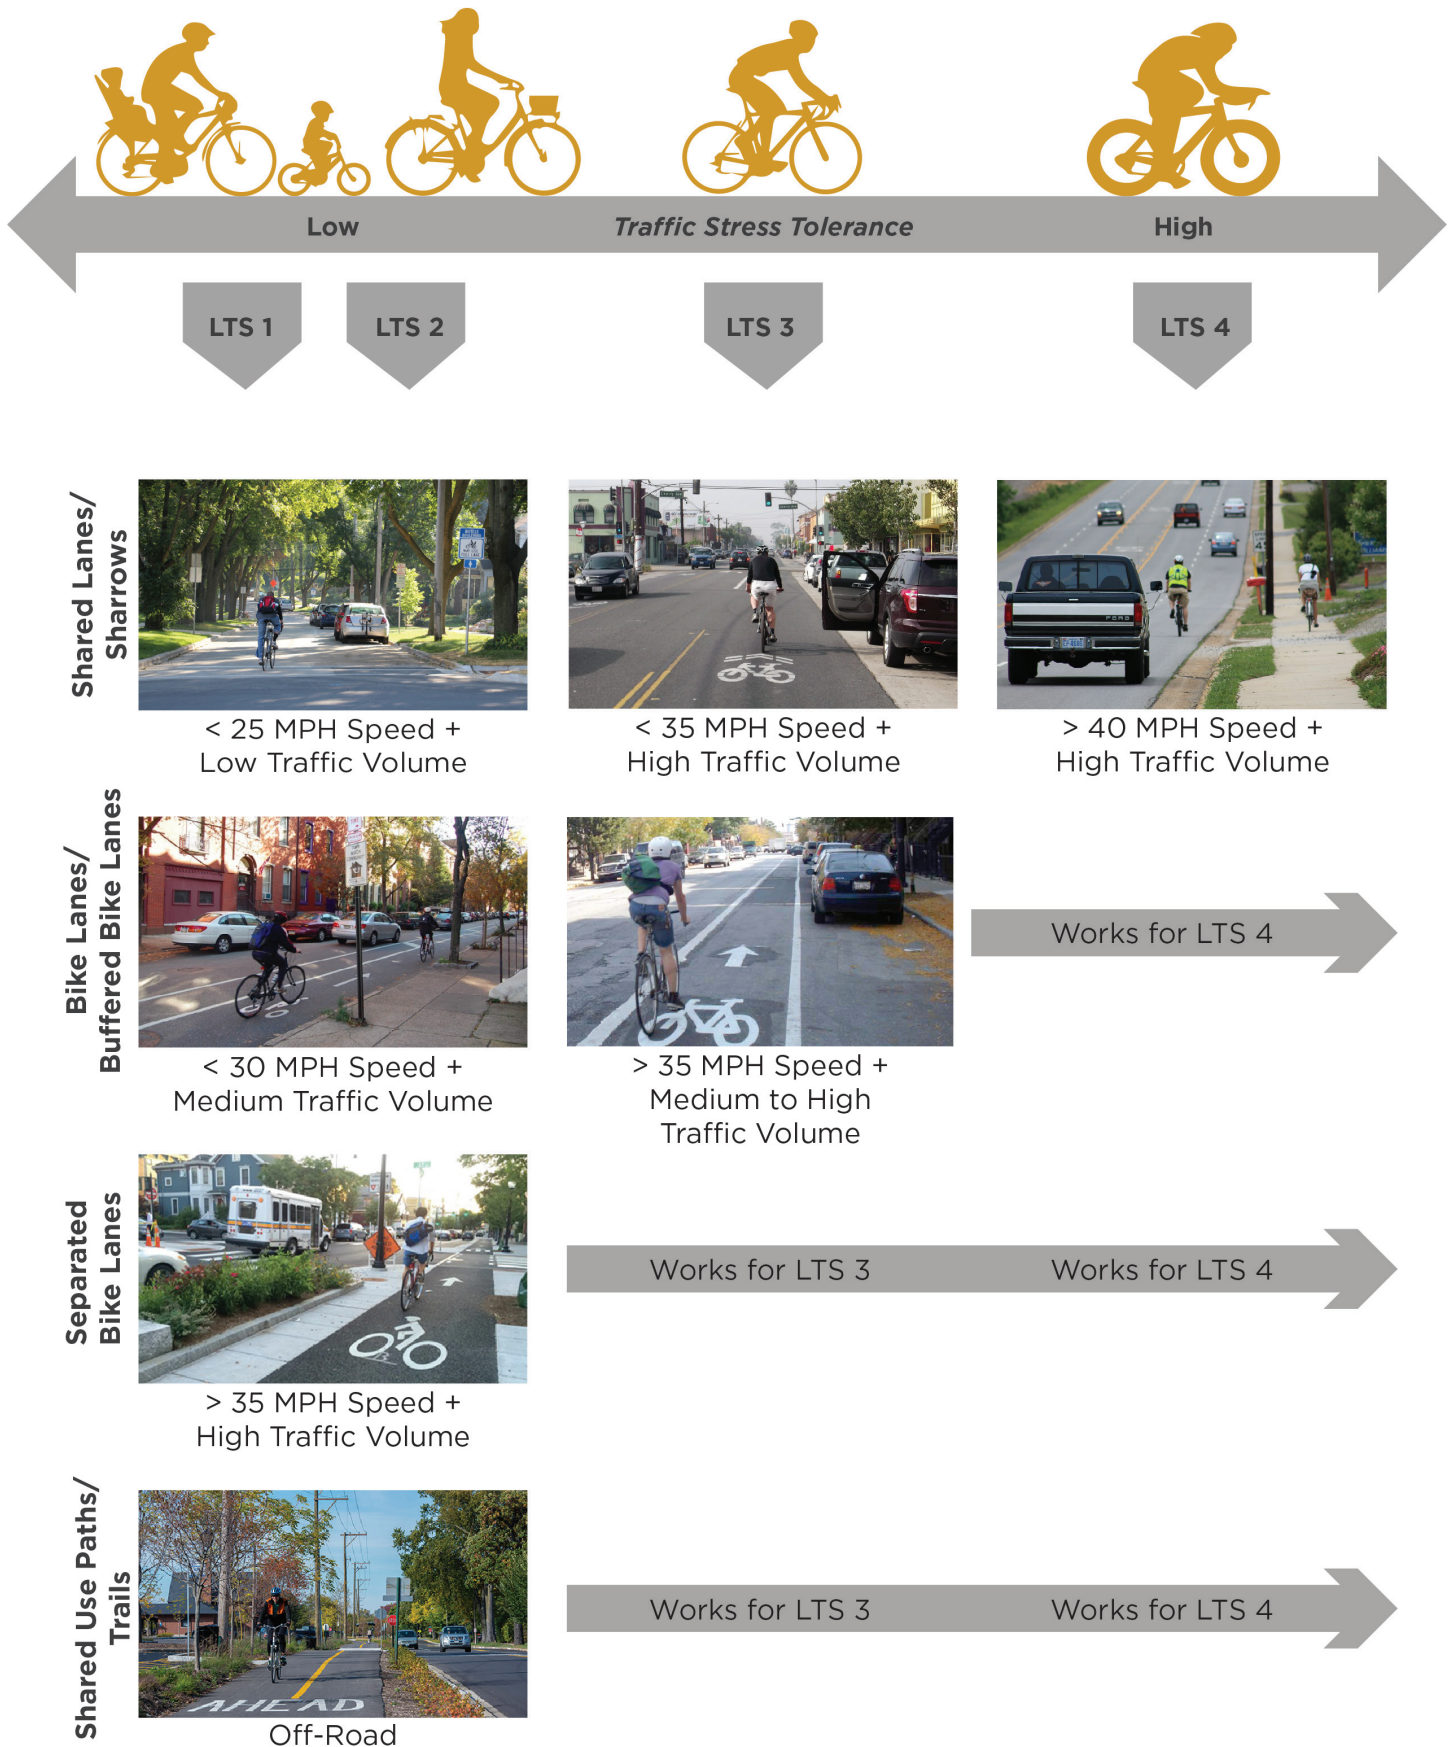 Low
Traffic Stress Tolerance
High
LTS 1
LTS 2
LTS 3
LTS 4
Shared Lanes/
Sharrows
FORD
< 25 MPH Speed +
Low Traffic Volume
< 35 MPH Speed +
High Traffic Volume
> 40 MPH Speed +
High Traffic Volume
Bike Lanes/
Buffered Bike Lanes
Works for LTS 4
< 30 MPH Speed +
Medium Traffic Volume
> 35 MPH Speed +
Medium to High
Traffic Volume
Separated
Bike Lanes
Works for LTS 3
Works for LTS 4
> 35 MPH Speed +
High Traffic Volume
Shared Use Paths/
Trails
Works for LTS 3
Works for LTS 4
AHEAD
Off-Road